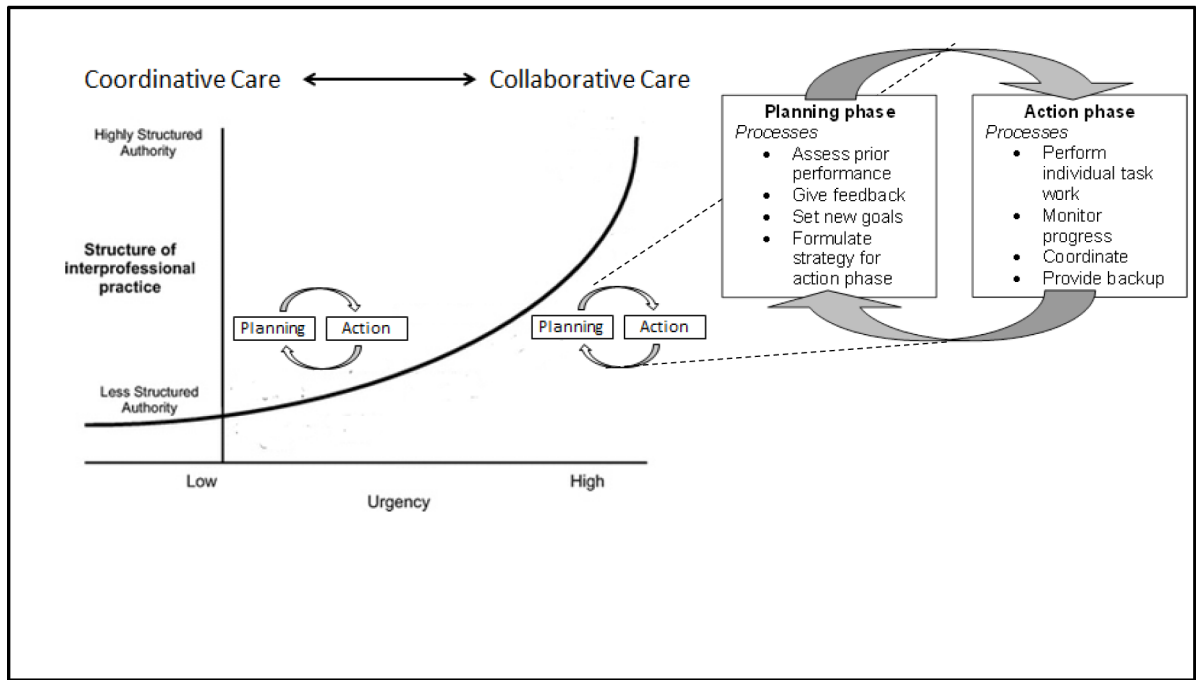 Coordinative Care
Collaborative Care
Highly Structured
Authority
Structure of
interprofessional
practice
Less Structured
Authority
Planning
Action
Planning
Action
Low
High
Urgency
Planning phase
Processes
• Assess prior
performance
• Give feedback
• Set new goals
• Formulate
strategy for
action phase
Action phase
Processes
• Perform
individual task
work
• Monitor
progress
• Coordinate
• Provide backup